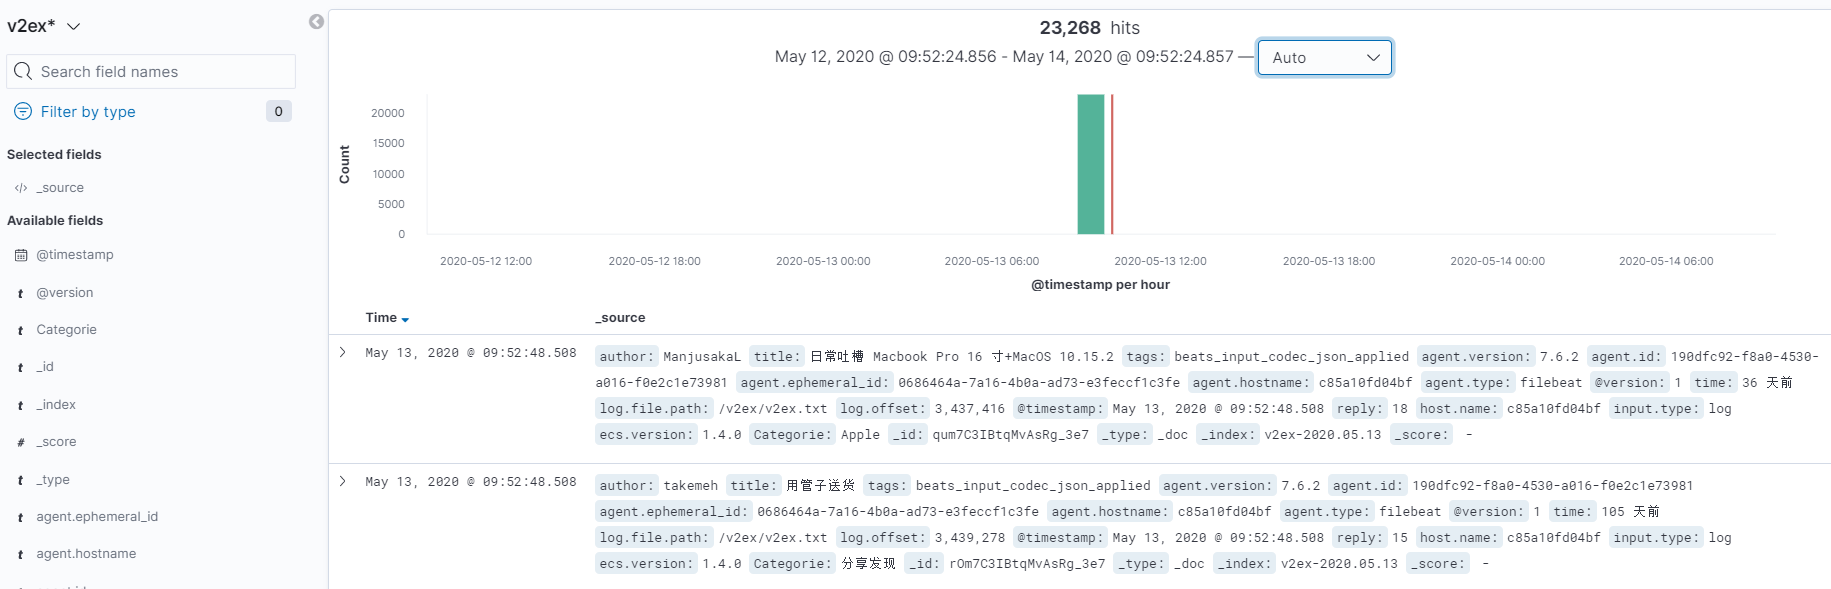 v2ex*
Search field names
Filter by type 0
Selected fields
</> _source
Available fields
@timestamp
t @version
t Categorie
t _id
t _index
# _score
t _type
t agent.ephemeral_id
t agent.hostname
23,268 hits
May 12, 2020 @ 09:52:24.856 - May 14, 2020 @ 09:52:24.857 — Auto
Count
20000
15000
10000
5000
0
2020-05-12 12:00 2020-05-12 18:00 2020-05-13 00:00 2020-05-13 06:00 2020-05-13 12:00 2020-05-13 18:00 2020-05-14 00:00 2020-05-14 06:00
@timestamp per hour
Time _source
May 13, 2020 @ 09:52:48.508 author: ManjusakaL title: 日常吐槽 Macbook Pro 16 寸+MacOS 10.15.2 tags: beats_input_codec_json_applied agent.version: 7.6.2 agent.id: 190dfc92-f8a0-4530-
a016-f0e2c1e73981 agent.ephemeral_id: 0686464a-7a16-4b0a-ad73-e3feccf1c3fe agent.hostname: c85a10fd04bf agent.type: filebeat @version: 1 time: 36 天前
log.file.path: /v2ex/v2ex.txt log.offset: 3,437,416 @timestamp: May 13, 2020 @ 09:52:48.508 reply: 18 host.name: c85a10fd04bf input.type: log
ecs.version: 1.4.0 Categorie: Apple _id: qum7C3IBtqMvAsRg_3e7 _type: _doc _index: v2ex-2020.05.13 _score: -
May 13, 2020 @ 09:52:48.508 author: takemeh title: 用管子送货 tags: beats_input_codec_json_applied agent.version: 7.6.2 agent.id: 190dfc92-f8a0-4530-a016-f0e2c1e73981
agent.ephemeral_id: 0686464a-7a16-4b0a-ad73-e3feccf1c3fe agent.hostname: c85a10fd04bf agent.type: filebeat @version: 1 time: 105 天前
log.file.path: /v2ex/v2ex.txt log.offset: 3,439,278 @timestamp: May 13, 2020 @ 09:52:48.508 reply: 15 host.name: c85a10fd04bf input.type: log
ecs.version: 1.4.0 Categorie: 分享发现 _id: rOm7C3IBtqMvAsRg_3e7 _type: _doc _index: v2ex-2020.05.13 _score: -